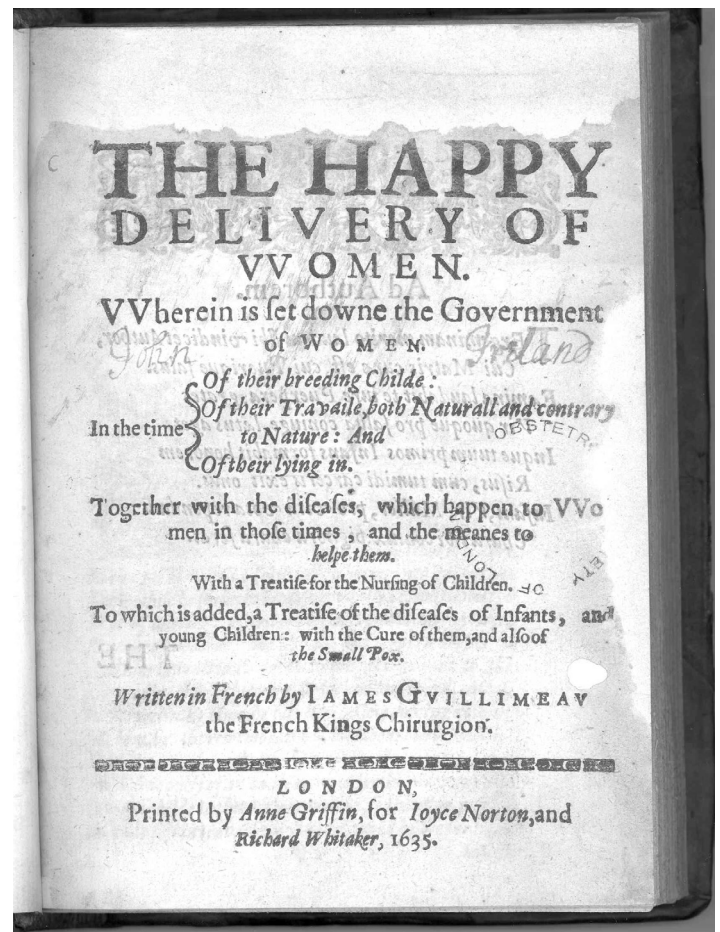 THE HAPPY
DELIVERY OF
VVOMEN.
VVherein is ſet downe the Government
of WOMEN.
John Ireland
Of their breeding Childe:
Of their Travaile, both Naturall and contrary
In the time
to Nature: And
Of their lying in.
OBSTETR.
Together with the diſeaſes, which happen to VVo
men in thoſe times, and the meanes to
helpe them.
With a Treatiſe for the Nurſing of Children.
OF LONDON
ETY
To which is added, a Treatiſe of the diſeaſes of Infants, and
young Children: with the Cure of them, and alſo of
the Small Pox.
Written in French by IAMES GVILLIMEAV
the French Kings Chirurgion.
LONDON,
Printed by Anne Griffin, for Ioyce Norton, and
Richard Whitaker, 1635.